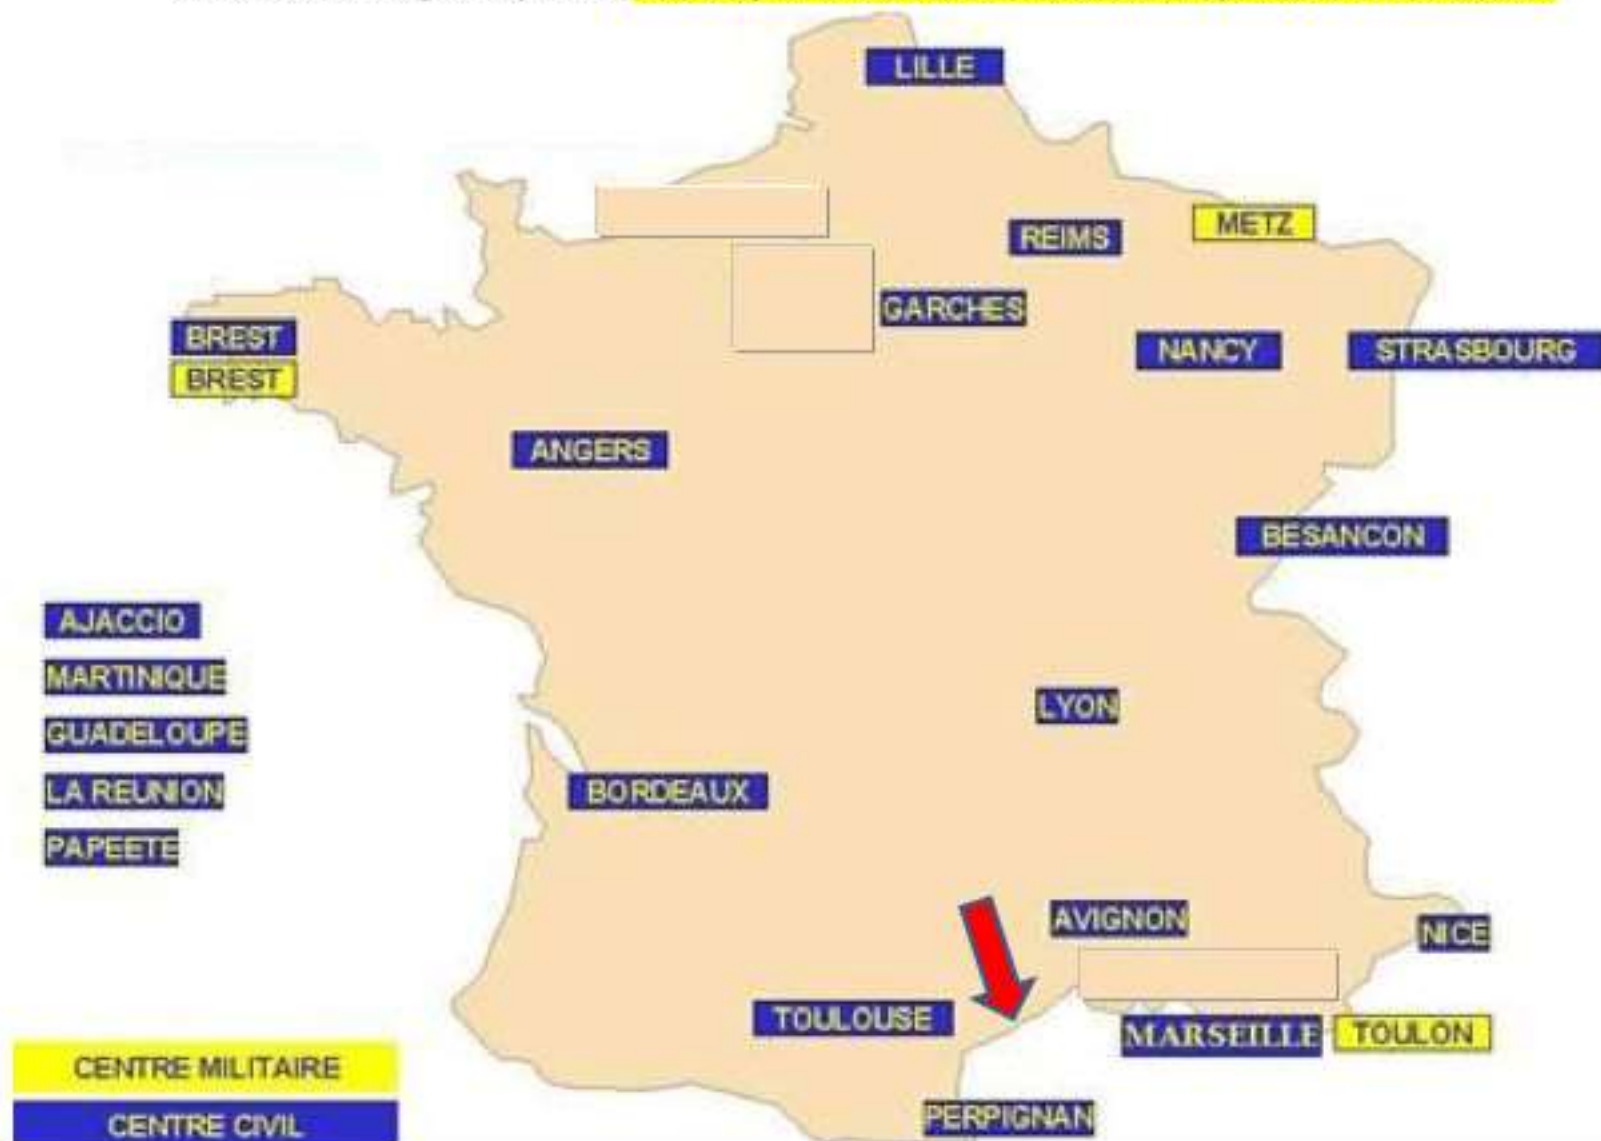 LILLE
METZ
REIMS
GARCHES
BREST
NANCY
STRASBOURG
BREST
ANGERS
BESANCON
AJACCIO
MARTINIQUE
LYON
GUADELOUPE
LA REUNION
BORDEAUX
PAPEETE
AVIGNON
NICE
TOULOUSE
MARSEILLE
TOULON
CENTRE MILITAIRE
PERPIGNAN
CENTRE CIVIL